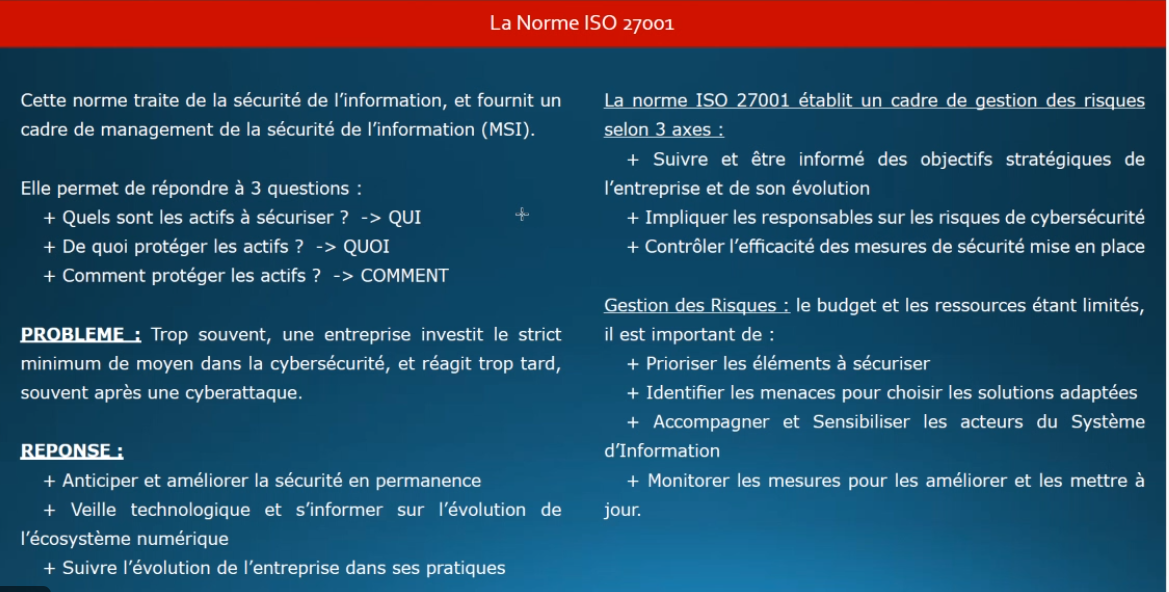 La Norme ISO 27001
Cette norme traite de la sécurité de l'information, et fournit un
cadre de management de la sécurité de l'information (MSI).
Elle permet de répondre à 3 questions :
+ Quels sont les actifs à sécuriser ? -> QUI
+ De quoi protéger les actifs ? -> QUOI
+ Comment protéger les actifs ? -> COMMENT
PROBLEME : Trop souvent, une entreprise investit le strict
minimum de moyen dans la cybersécurité, et réagit trop tard,
souvent après une cyberattaque.
REPONSE :
+ Anticiper et améliorer la sécurité en permanence
+ Veille technologique et s'informer sur l'évolution de
l'écosystème numérique
+ Suivre l'évolution de l'entreprise dans ses pratiques
La norme ISO 27001 établit un cadre de gestion des risques
selon 3 axes :
+ Suivre et être informé des objectifs stratégiques de
l'entreprise et de son évolution
+ Impliquer les responsables sur les risques de cybersécurité
+ Contrôler l'efficacité des mesures de sécurité mise en place
Gestion des Risques : le budget et les ressources étant limités,
il est important de :
+ Prioriser les éléments à sécuriser
+ Identifier les menaces pour choisir les solutions adaptées
+ Accompagner et Sensibiliser les acteurs du Système
d'Information
+ Monitorer les mesures pour les améliorer et les mettre à
jour.